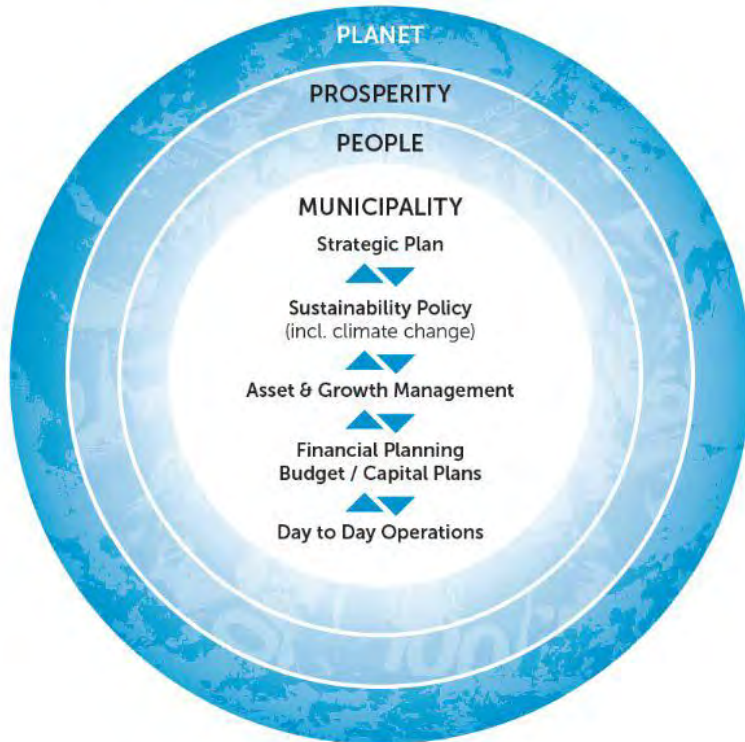 PLANET
PROSPERITY
PEOPLE
MUNICIPALITY
Strategic Plan
Sustainability Policy
(incl. climate change)
Asset & Growth Management
Financial Planning
Budget / Capital Plans
Day to Day Operations